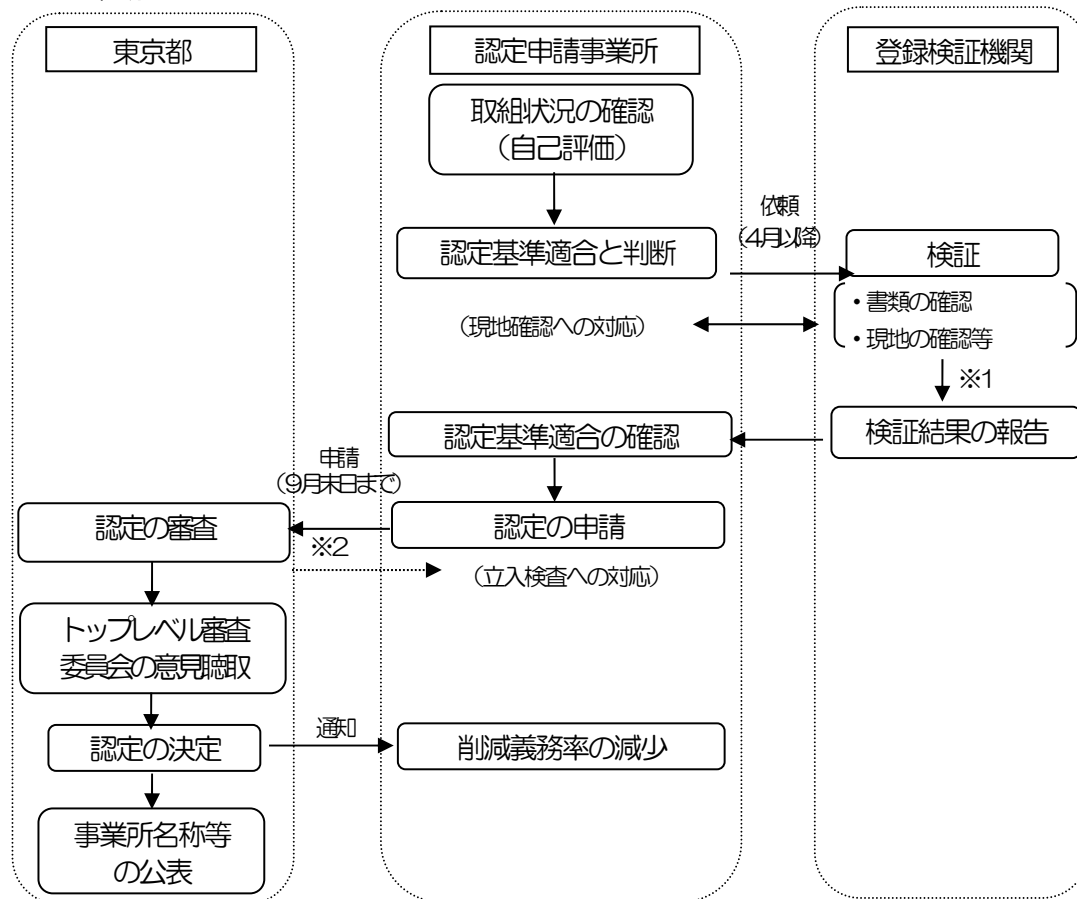 東京都
認定申請事業所
登録検証機関
取組状況の確認
(自己評価)
依頼
(4月以降)
認定基準適合と判断
検証
(現地確認への対応)
・書類の確認
・現地の確認等
※1
認定基準適合の確認
検証結果の報告
申請
(9月末日まで)
認定の審査
※2
認定の申請
(立入検査への対応)
トップレベル審査
委員会の意見聴取
認定の決定
通知
削減義務率の減少
事業所名称等
の公表